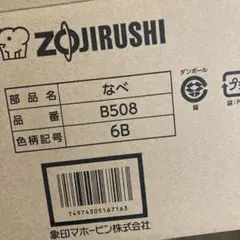 ZOJIRUSHI
ダンボール
部品名 なべ
品番 B508
色柄記号 6B
象印マホービン株式会
T4974305167163